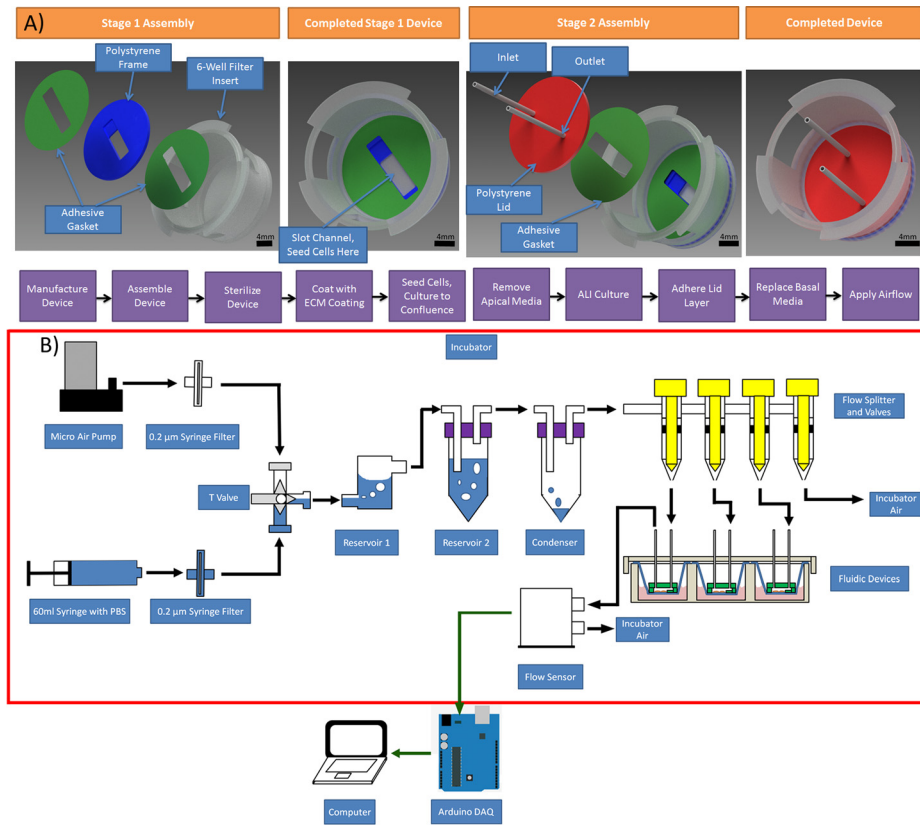 A)
Stage 1 Assembly
Completed Stage 1 Device
Stage 2 Assembly
Completed Device
Polystyrene
Frame
6-Well Filter
Insert
Adhesive
Gasket
4mm
Slot Channel,
Seed Cells Here
4mm
Inlet
Outlet
Polystyrene
Lid
Adhesive
Gasket
4mm
4mm
Manufacture
Device
Assemble
Device
Sterilize
Device
Coat with
ECM Coating
Seed Cells,
Culture to
Confluence
Remove
Apical Media
ALI Culture
Adhere Lid
Layer
Replace Basal
Media
Apply Airflow
B)
Incubator
Micro Air Pump
0.2 µm Syringe Filter
T Valve
Reservoir 1
Reservoir 2
Condenser
Flow Splitter
and Valves
Incubator
Air
60ml Syringe with PBS
0.2 µm Syringe Filter
Fluidic Devices
Incubator
Air
Flow Sensor
Computer
Arduino DAQ